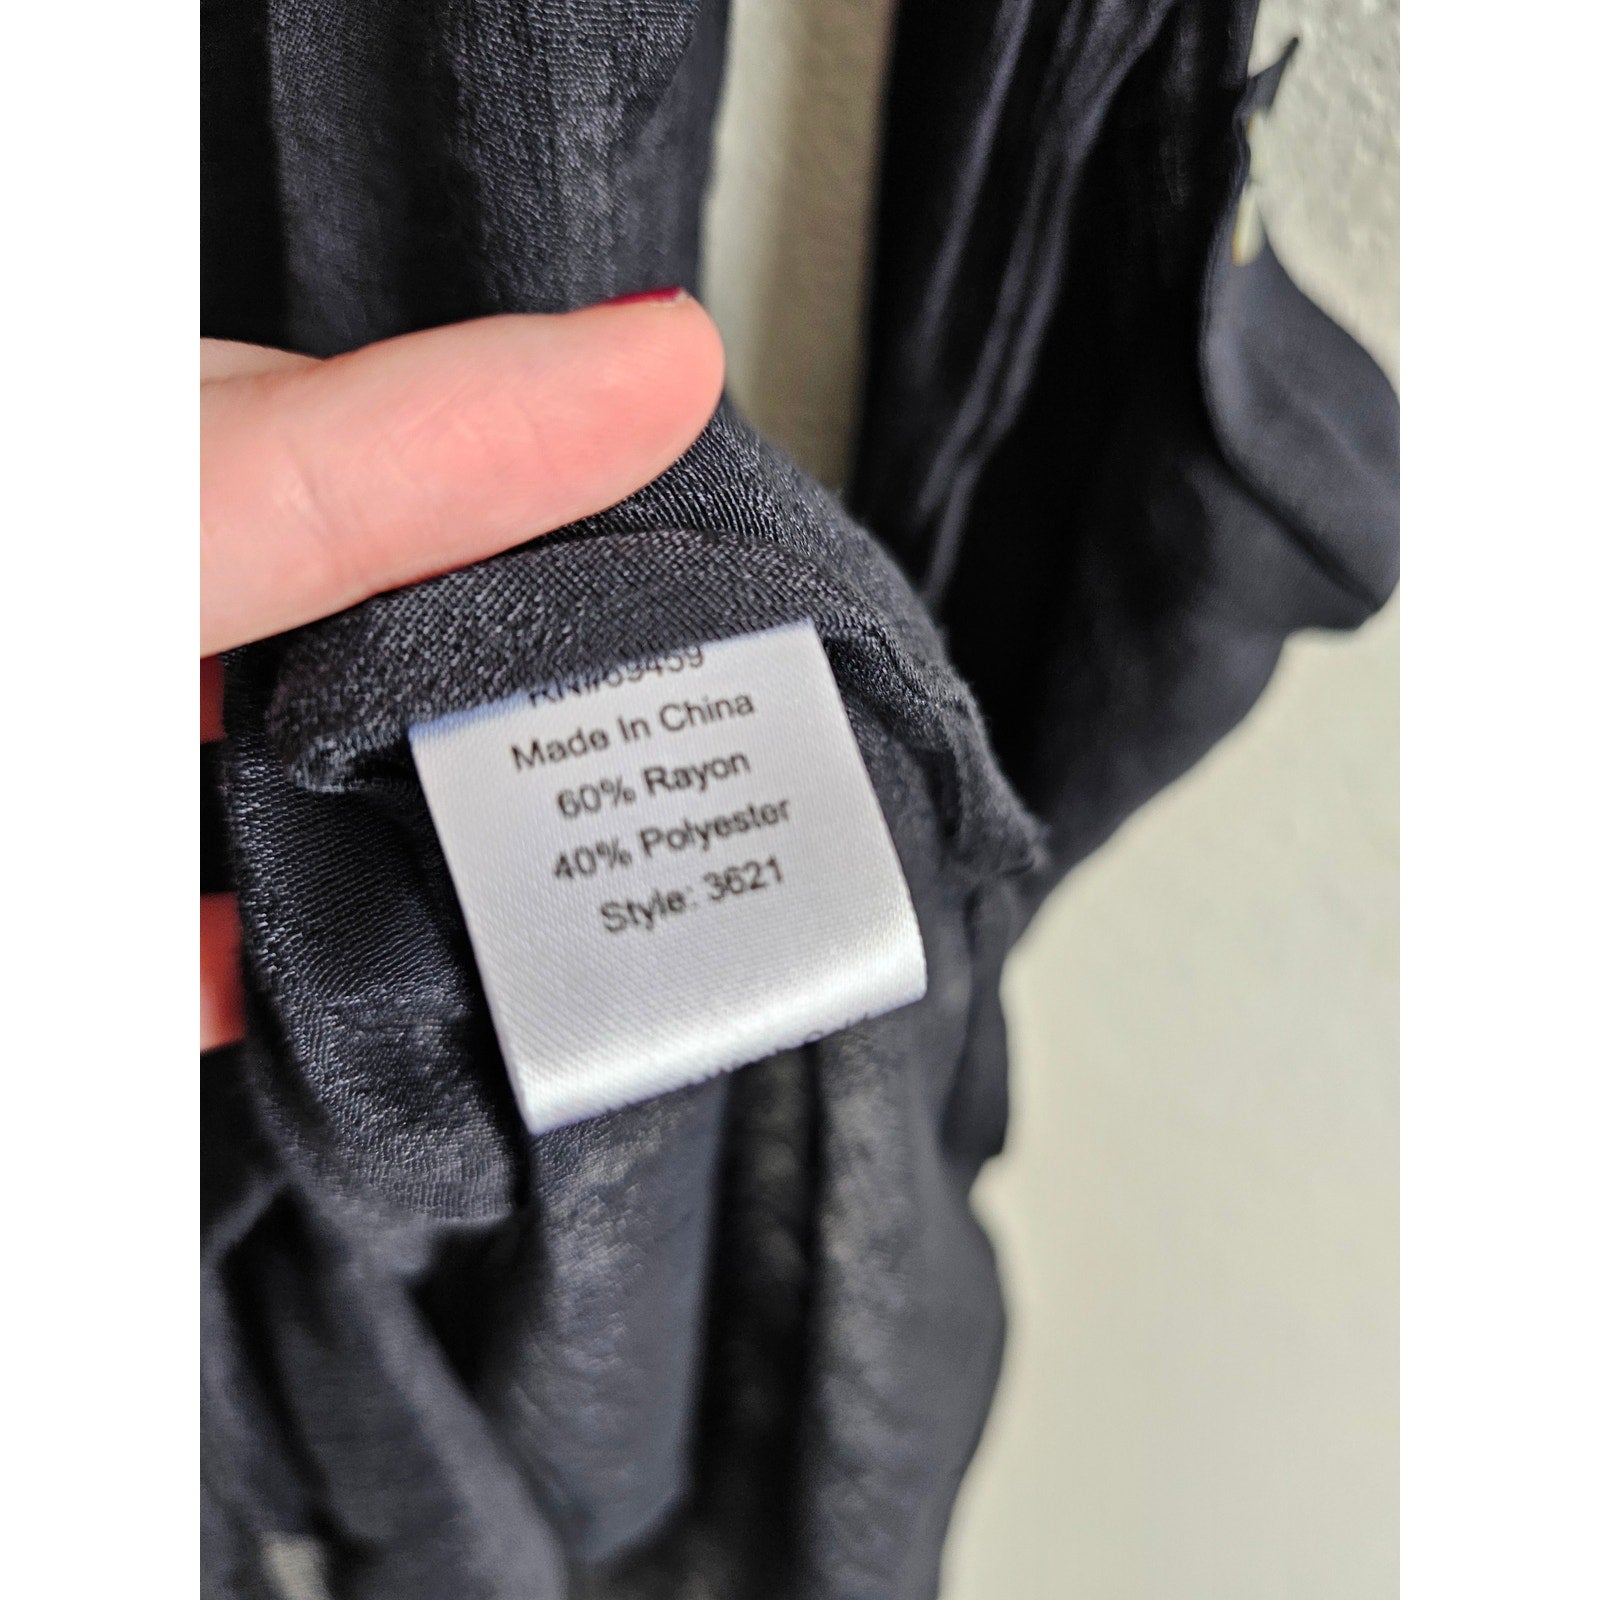 Made In China
60% Rayon
40% Polyester
Style: 3621